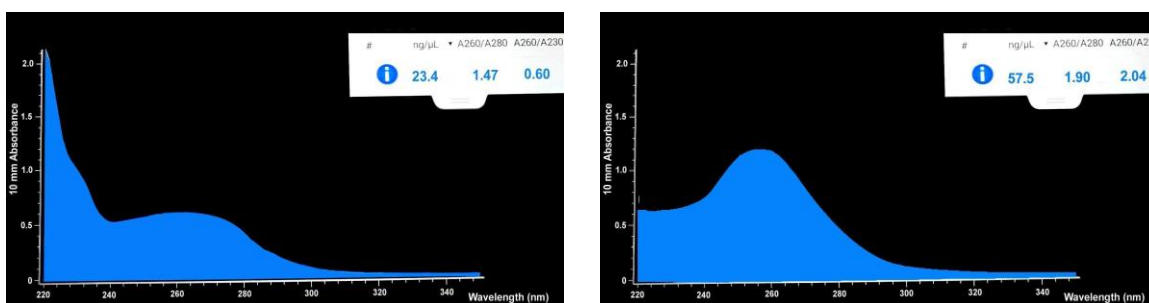 # ng/µL ▾ A260/A280 A260/A230
23.4 1.47 0.60
2.0
1.5
1.0
0.5
0
10 mm Absorbance
220 240 260 280 300 320 340
Wavelength (nm)
# ng/µL ▾ A260/A280 A260/A2
57.5 1.90 2.04
2.0
1.5
1.0
0.5
0
10 mm Absorbance
220 240 260 280 300 320 340
Wavelength (nm)